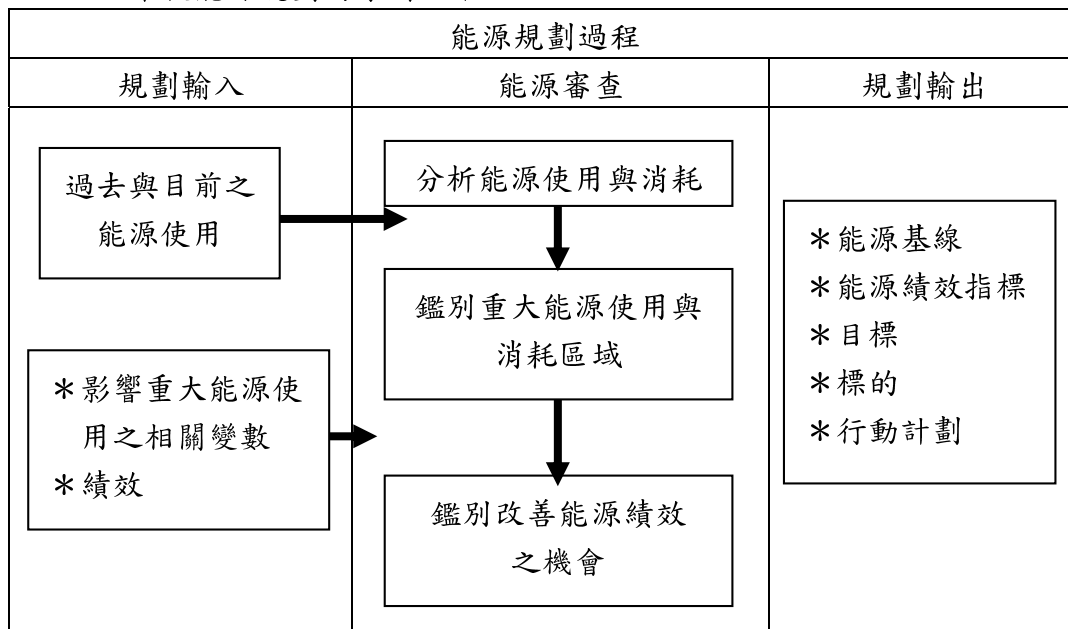 能源規劃過程
規劃輸入
能源審查
規劃輸出
過去與目前之
能源使用
＊影響重大能源使
用之相關變數
＊績效
分析能源使用與消耗
鑑別重大能源使用與
消耗區域
鑑別改善能源績效
之機會
＊能源基線
＊能源績效指標
＊目標
＊標的
＊行動計劃